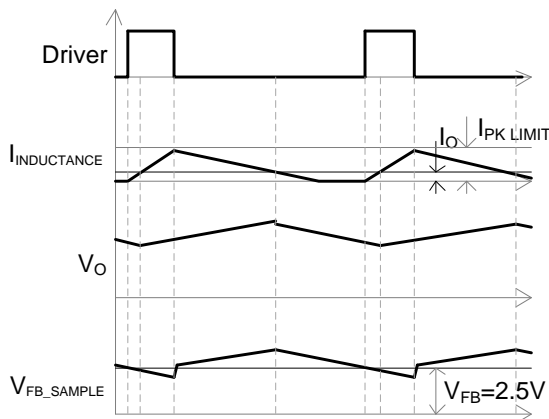 Driver
I_INDUCTANCE
I_O
I_PK LIMIT
V_O
V_FB_SAMPLE
V_FB=2.5V